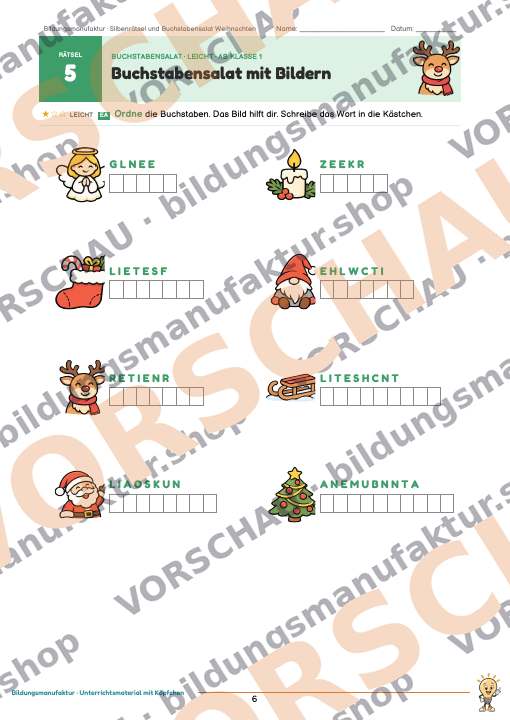 Bildungsmanufaktur · Silbenrätsel und Buchstabensalat Weihnachten Name: Datum:
RÄTSEL
5
BUCHSTABENSALAT · LEICHT · AB KLASSE 1
Buchstabensalat mit Bildern
LEICHT EA Ordne die Buchstaben. Das Bild hilft dir. Schreibe das Wort in die Kästchen.
GLNEE
ZEEKR
LIETESF
EHLWCTI
RETIENR
LITESHCNT
LIAOSKUN
ANEMUBNNTA
VORSCHAU · bildungsmanufaktur.shop
VORSCHAU
Bildungsmanufaktur · Unterrichtsmaterial mit Köpfchen
6